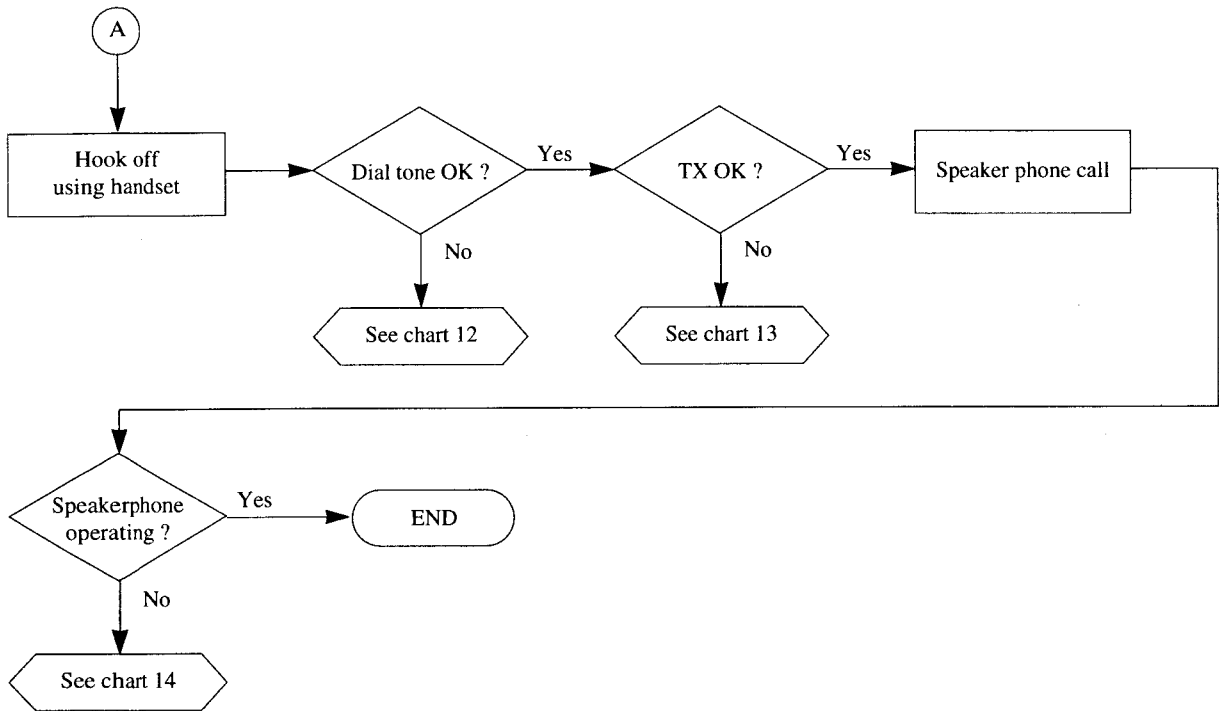 A
Hook off
using handset
Dial tone OK ?
Yes
TX OK ?
Yes
Speaker phone call
No
No
See chart 12
See chart 13
Speakerphone
operating ?
Yes
END
No
See chart 14